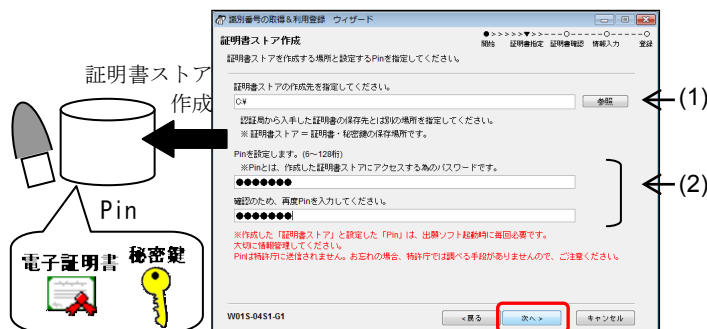 識別番号の取得&利用登録 ウィザード
証明書ストア作成
●>>>>>▼>>---○-----○-----○
開始 証明書指定 証明書確認 情報入力 登録
証明書ストアを作成する場所と設定するPinを指定してください。
証明書ストアの作成先を指定してください。
C:¥
参照
(1)
認証局から入手した証明書の保存先とは別の場所を指定してください。
※ 証明書ストア = 証明書・秘密鍵の保存場所です。
Pinを設定します。(6~128桁)
※Pinとは、作成した証明書ストアにアクセスする為のパスワードです。
●●●●●●●
(2)
確認のため、再度Pinを入力してください。
●●●●●●●
※作成した「証明書ストア」と設定した「Pin」は、出願ソフト起動時に毎回必要です。
大切に情報管理してください。
Pinは特許庁に送信されません。お忘れの場合、特許庁では調べる手段がありませんので、ご注意ください。
W01S-04S1-G1
<戻る
次へ>
キャンセル
証明書ストア
作成
Pin
電子証明書
秘密鍵